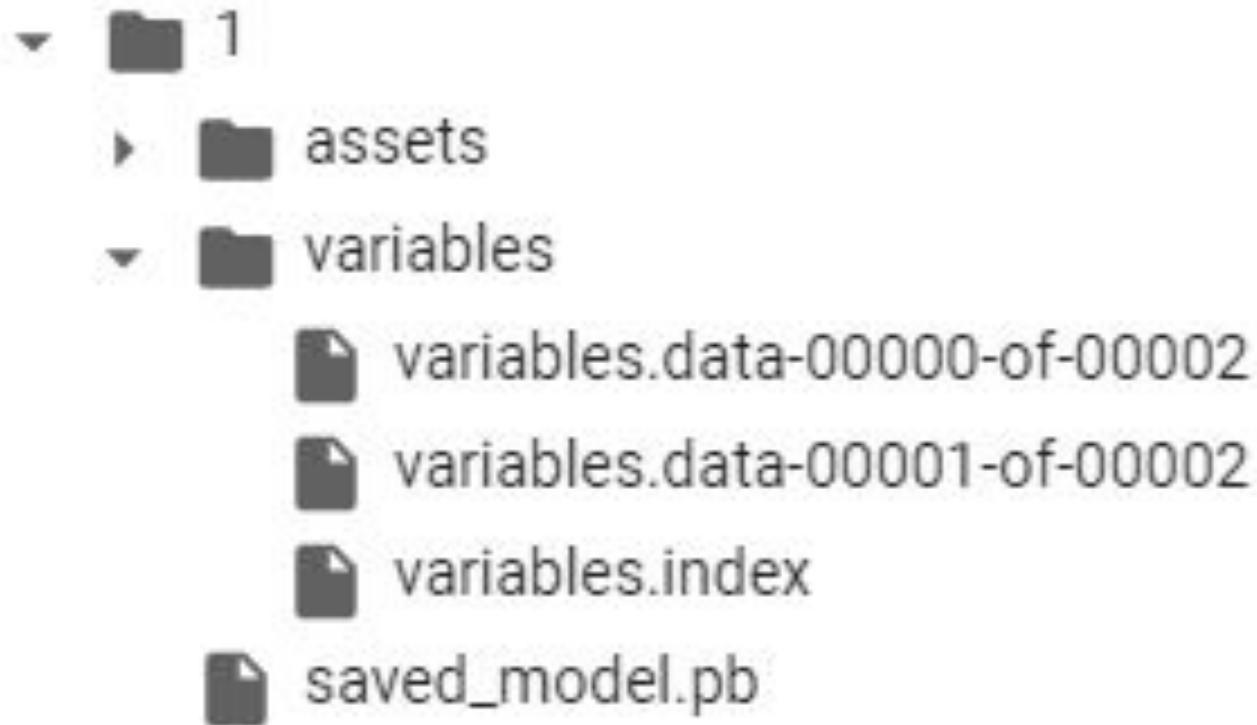 1
assets
variables
variables.data-00000-of-00002
variables.data-00001-of-00002
variables.index
saved_model.pb